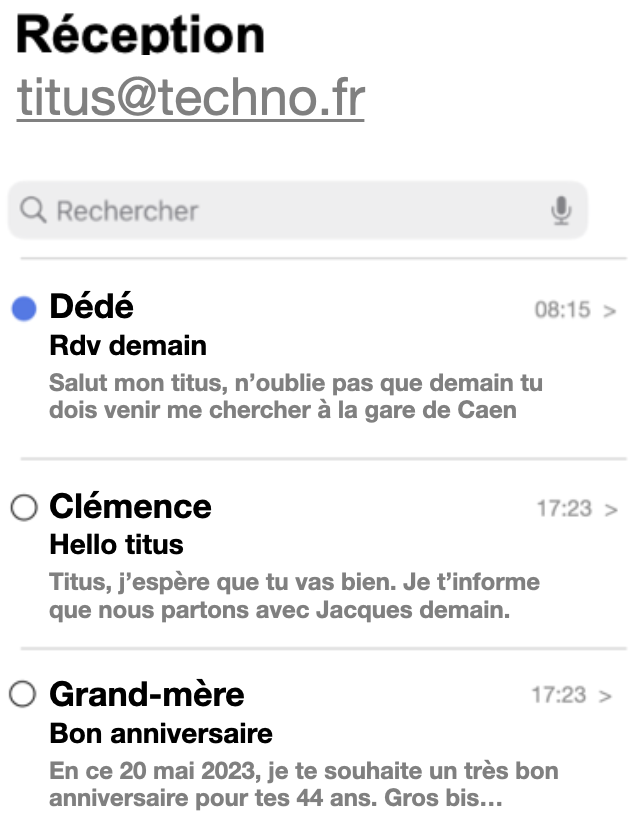 Réception
titus@techno.fr
Rechercher
Dédé 08:15 >
Rdv demain
Salut mon titus, n’oublie pas que demain tu
dois venir me chercher à la gare de Caen
Clémence 17:23 >
Hello titus
Titus, j’espère que tu vas bien. Je t’informe
que nous partons avec Jacques demain.
Grand-mère 17:23 >
Bon anniversaire
En ce 20 mai 2023, je te souhaite un très bon
anniversaire pour tes 44 ans. Gros bis…